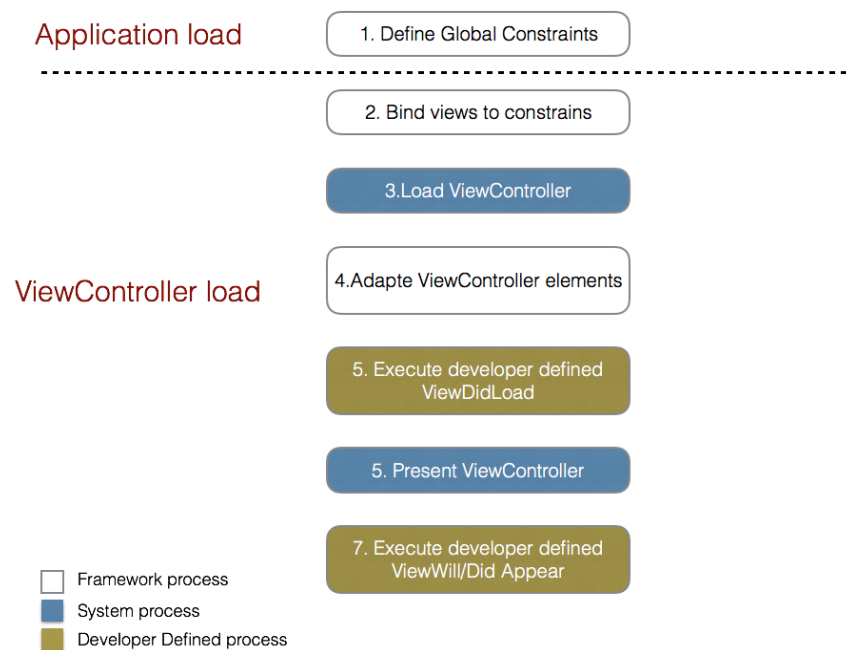 Application load
1. Define Global Constraints
2. Bind views to constrains
3.Load ViewController
ViewController load
4.Adapte ViewController elements
5. Execute developer defined
ViewDidLoad
5. Present ViewController
7. Execute developer defined
ViewWill/Did Appear
Framework process
System process
Developer Defined process